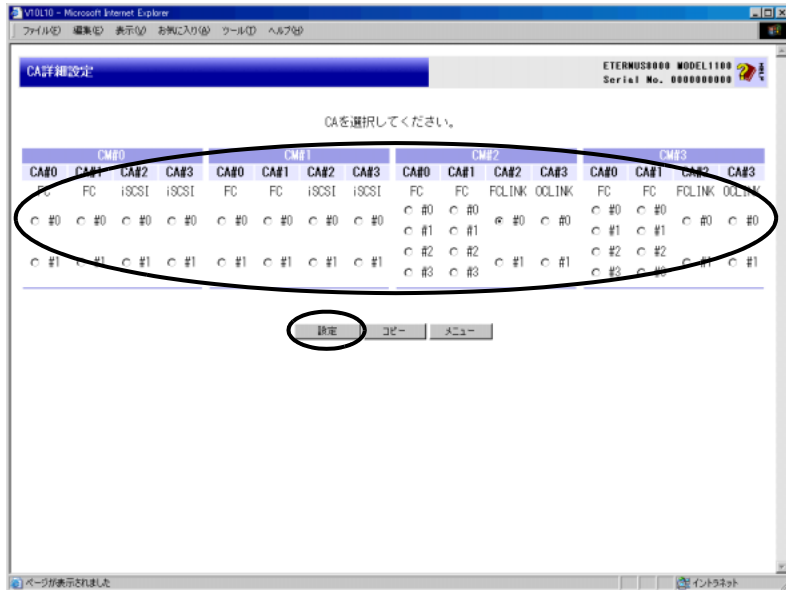 V10L10 - Microsoft Internet Explorer
ファイル(F) 編集(E) 表示(V) お気に入り(A) ツール(T) ヘルプ(H)
CA詳細設定
ETERNUS8000 MODEL1100
Serial No. 0000000000
HELP
CAを選択してください。
CM#0 CM#1 CM#2 CM#3
CA#0 CA#1 CA#2 CA#3 CA#0 CA#1 CA#2 CA#3 CA#0 CA#1 CA#2 CA#3 CA#0 CA#1 CA#2 CA#3
FC FC iSCSI iSCSI FC FC iSCSI iSCSI FC FC FCLINK OCLINK FC FC FCLINK OCLINK
#0 #0 #0 #0
#0 #0 #0 #0 #0 #0 #0 #0 #0 #0 #0 #0
#1 #1 #1 #1
#2 #2 #2 #2
#1 #1 #1 #1 #1 #1 #1 #1 #1 #1 #1 #1
#3 #3 #3 #3
設定 コピー メニュー
ページが表示されました イントラネット